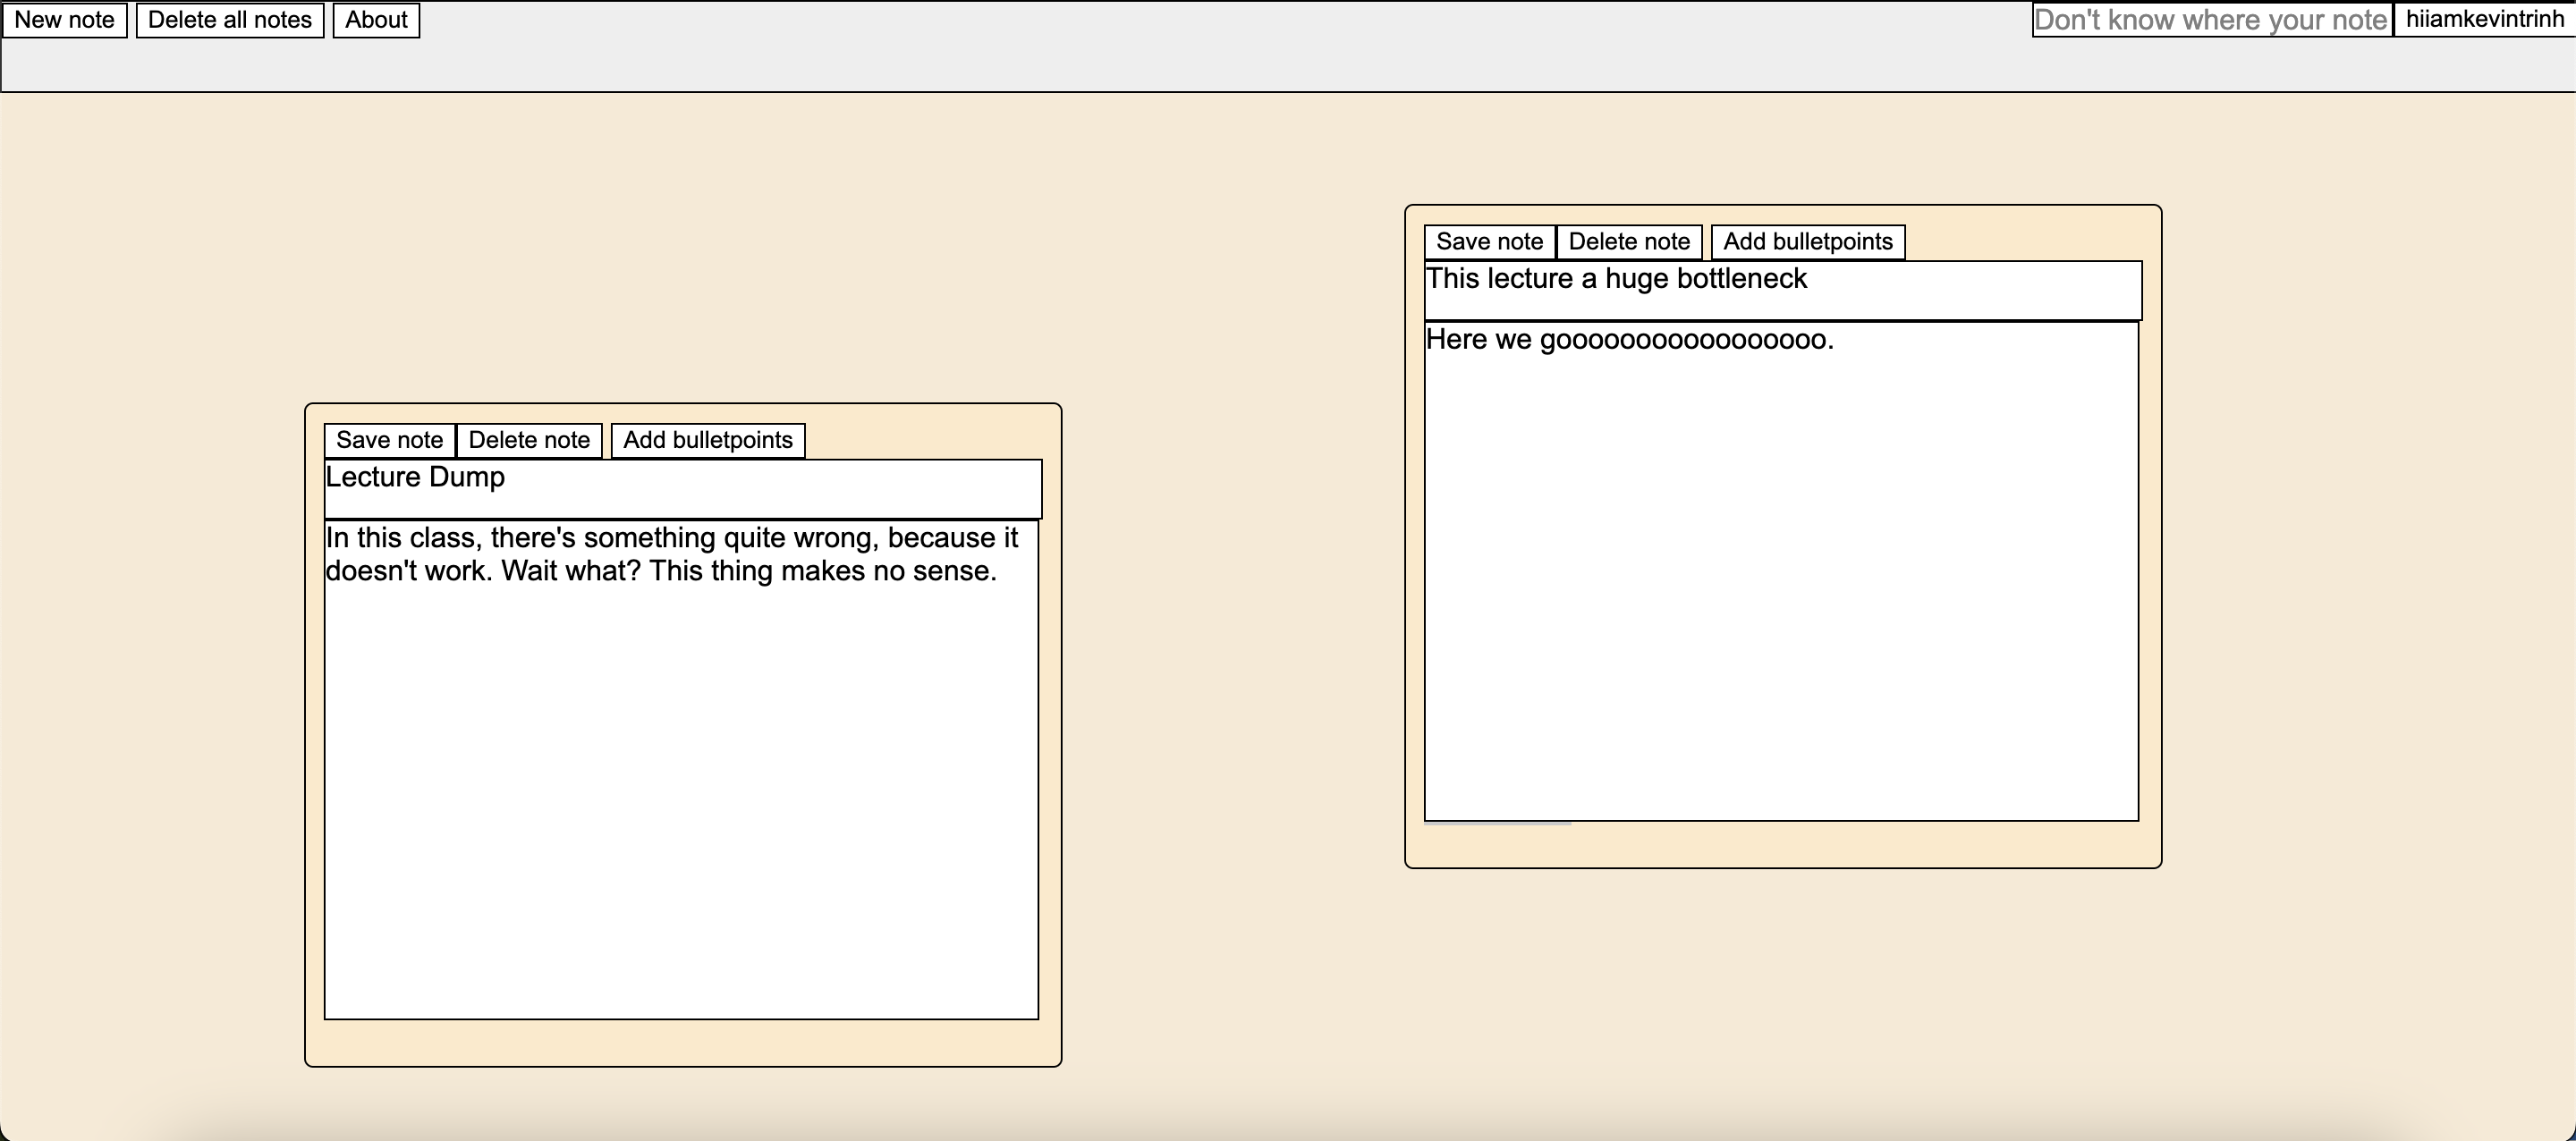 New note Delete all notes About Don't know where your note hiiamkevintrinh
Save note Delete note Add bulletpoints
This lecture a huge bottleneck
Here we gooooooooooooooooo.
Save note Delete note Add bulletpoints
Lecture Dump
In this class, there's something quite wrong, because it
doesn't work. Wait what? This thing makes no sense.